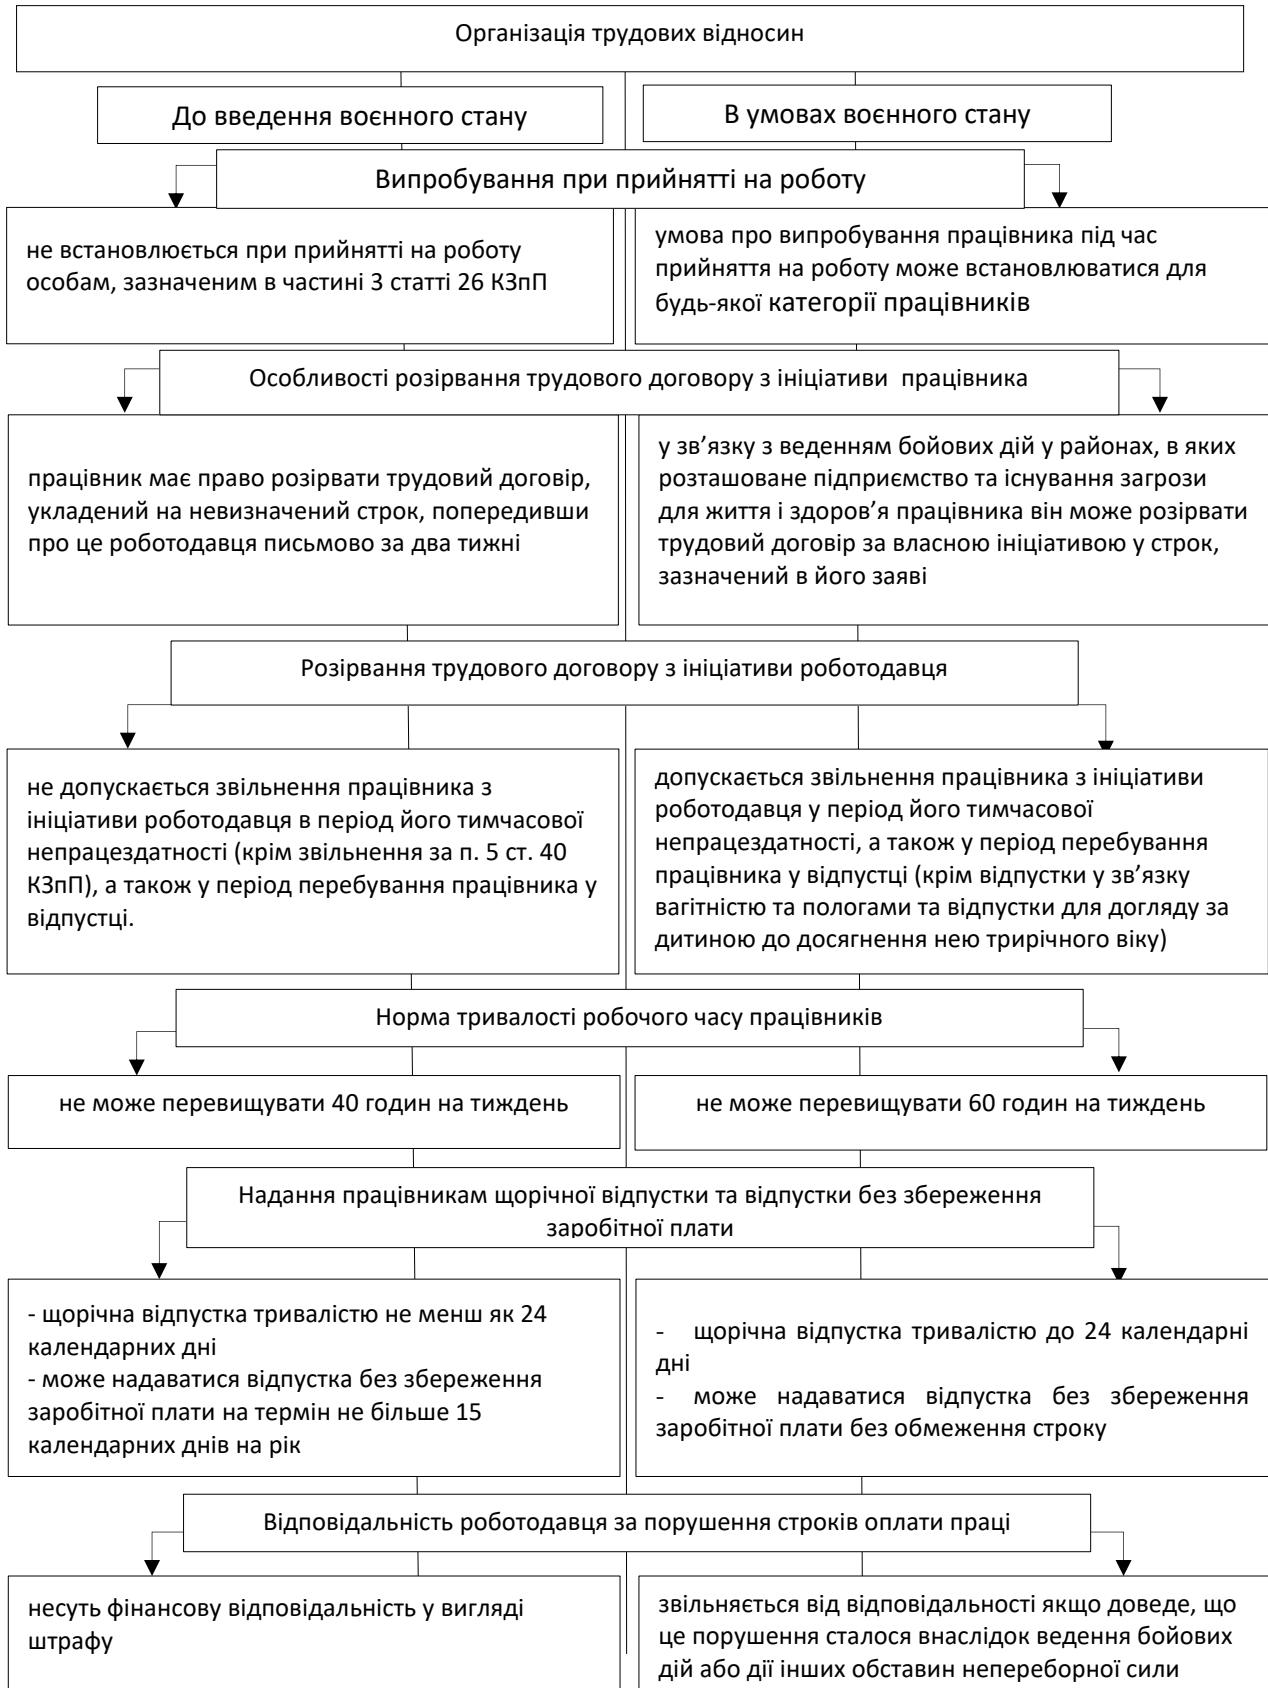 Організація трудових відносин
До введення воєнного стану
В умовах воєнного стану
Випробування при прийнятті на роботу
не встановлюється при прийнятті на роботу
особам, зазначеним в частині 3 статті 26 КЗпП
умова про випробування працівника під час
прийняття на роботу може встановлюватися для
будь-якої категорії працівників
Особливості розірвання трудового договору з ініціативи працівника
працівник має право розірвати трудовий договір,
укладений на невизначений строк, попередивши
про це роботодавця письмово за два тижні
у зв’язку з веденням бойових дій у районах, в яких
розташоване підприємство та існування загрози
для життя і здоров’я працівника він може розірвати
трудовий договір за власною ініціативою у строк,
зазначений в його заяві
Розірвання трудового договору з ініціативи роботодавця
не допускається звільнення працівника з
ініціативи роботодавця в період його тимчасової
непрацездатності (крім звільнення за п. 5 ст. 40
КЗпП), а також у період перебування працівника у
відпустці.
допускається звільнення працівника з ініціативи
роботодавця у період його тимчасової
непрацездатності, а також у період перебування
працівника у відпустці (крім відпустки у зв’язку
вагітністю та пологами та відпустки для догляду за
дитиною до досягнення нею трирічного віку)
Норма тривалості робочого часу працівників
не може перевищувати 40 годин на тиждень
не може перевищувати 60 годин на тиждень
Надання працівникам щорічної відпустки та відпустки без збереження
заробітної плати
- щорічна відпустка тривалістю не менш як 24
календарних дні
- може надаватися відпустка без збереження
заробітної плати на термін не більше 15
календарних днів на рік
- щорічна відпустка тривалістю до 24 календарні
дні
- може надаватися відпустка без збереження
заробітної плати без обмеження строку
Відповідальність роботодавця за порушення строків оплати праці
несуть фінансову відповідальність у вигляді
штрафу
звільняється від відповідальності якщо доведе, що
це порушення сталося внаслідок ведення бойових
дій або дії інших обставин непереборної сили